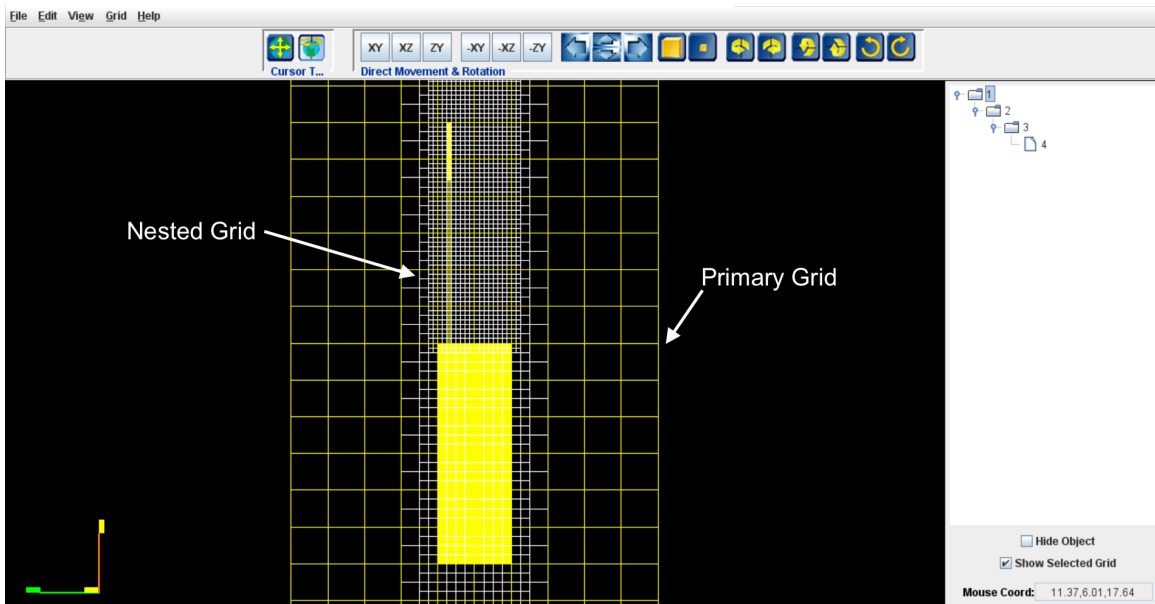 File Edit View Grid Help
XY XZ ZY -XY -XZ -ZY
Cursor T... Direct Movement & Rotation
1
2
3
4
Nested Grid
Primary Grid
Hide Object
Show Selected Grid
Mouse Coord: 11.37,6.01,17.64